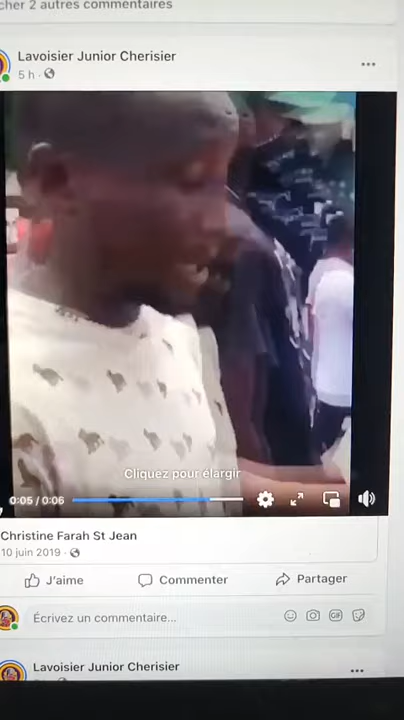 cher 2 autres commentaires
Lavoisier Junior Cherisier
5 h ·
Cliquez pour élargir
0:05 / 0:06
Christine Farah St Jean
10 juin 2019 ·
J'aime
Commenter
Partager
Écrivez un commentaire...
GIF
Lavoisier Junior Cherisier